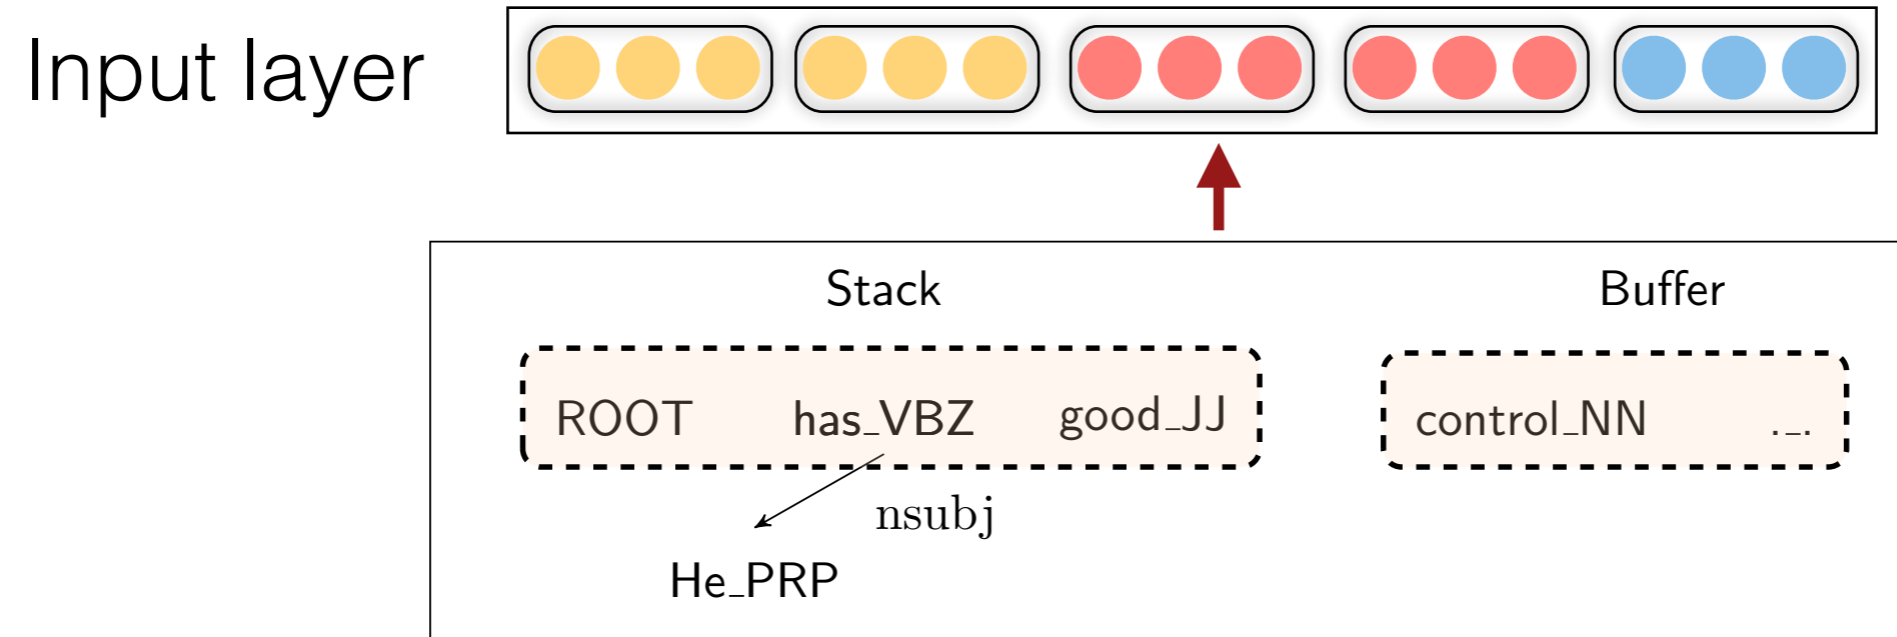 Input layer
Stack Buffer
ROOT has_VBZ good_JJ control_NN ._.
nsubj
He_PRP